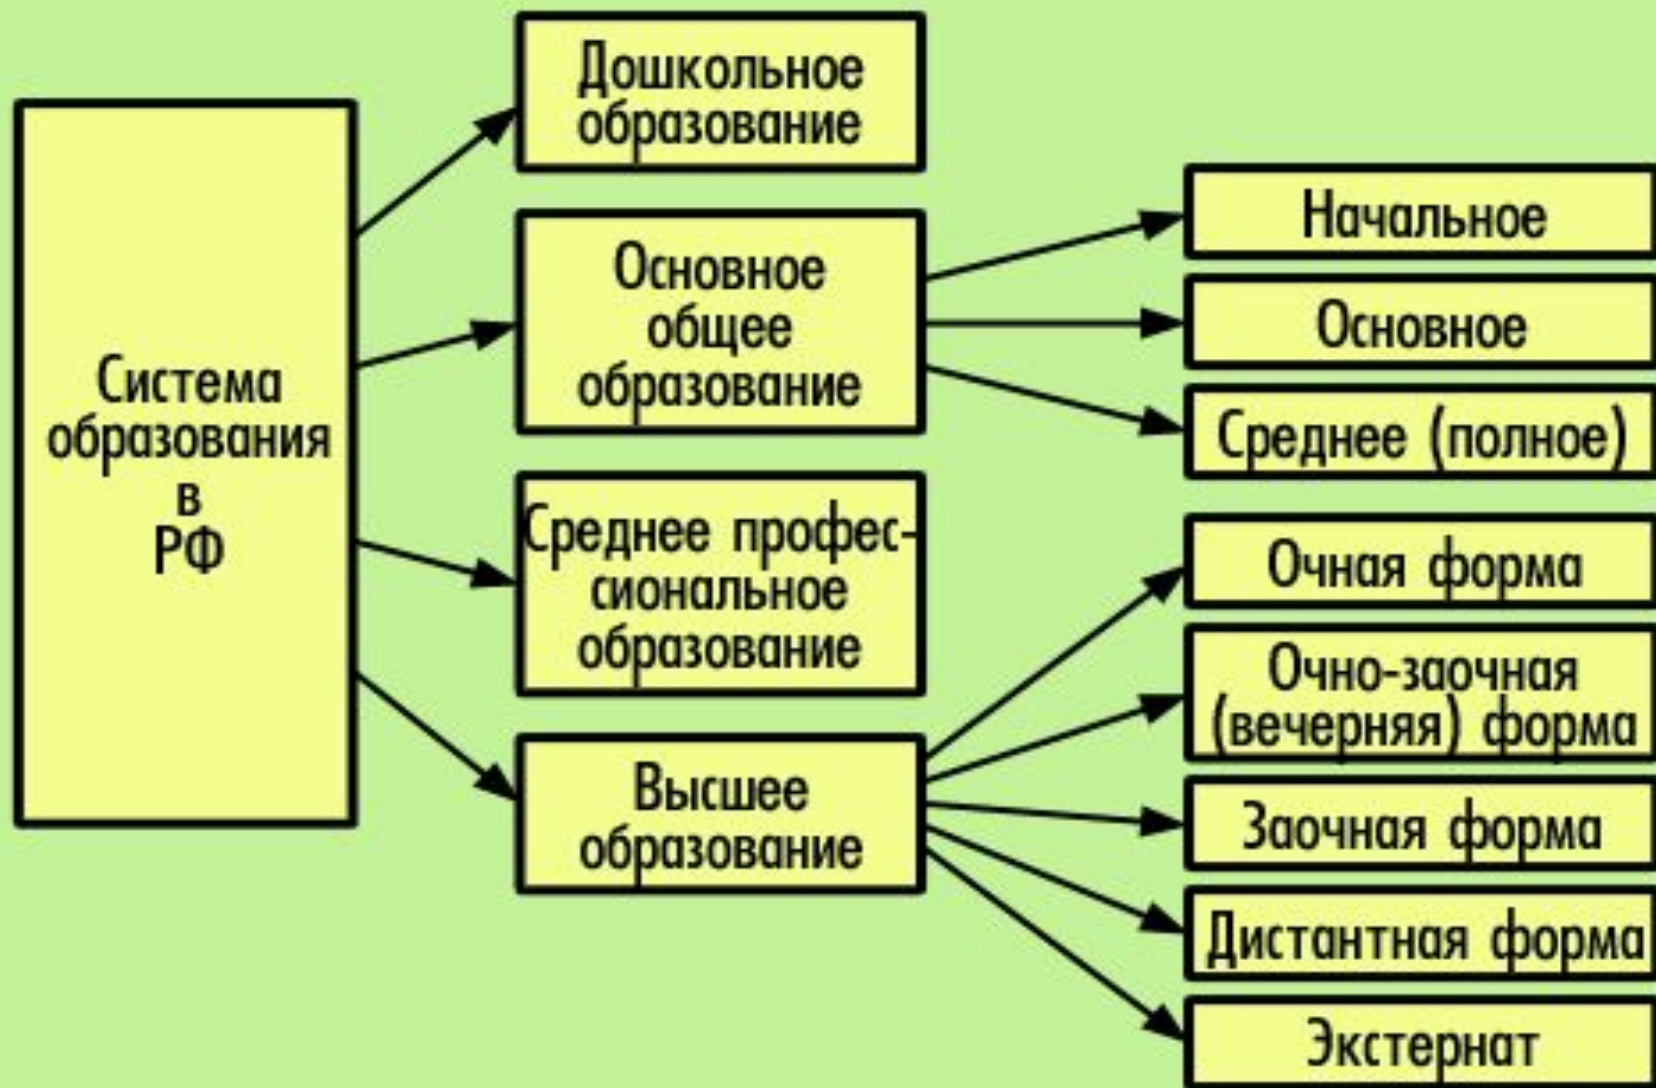 Система
образования
в
РФ
Дошкольное
образование
Основное
общее
образование
Среднее профес-
сиональное
образование
Высшее
образование
Начальное
Основное
Среднее (полное)
Очная форма
Очно-заочная
(вечерняя) форма
Заочная форма
Дистантная форма
Экстернат